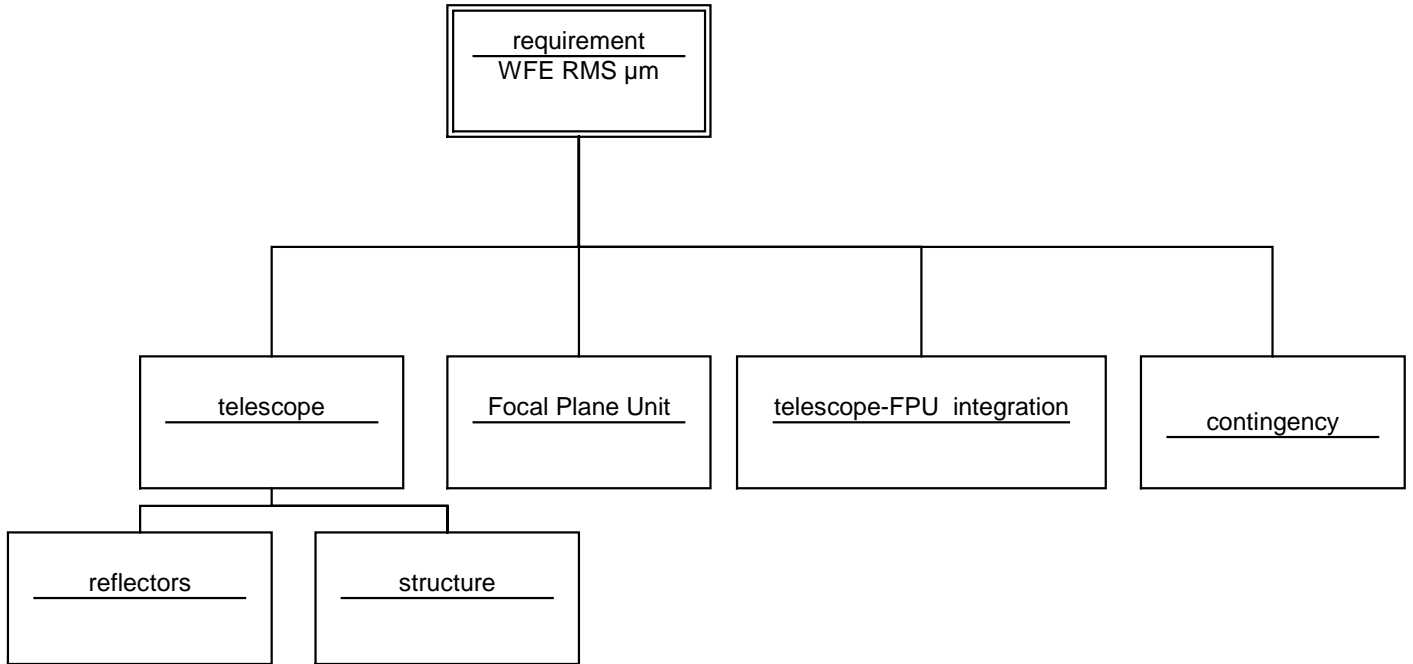 requirement
WFE RMS µm
telescope
Focal Plane Unit
telescope-FPU integration
contingency
reflectors
structure